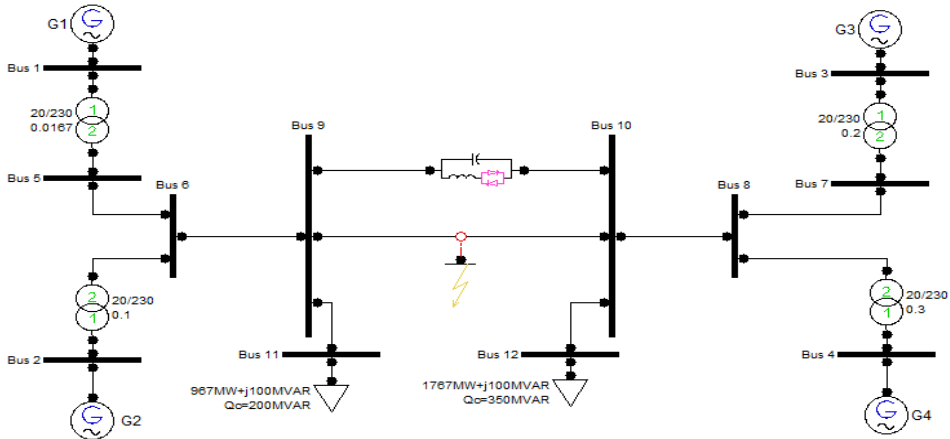 G1
G3
Bus 1
Bus 3
20/230
0.0167
1
2
20/230
0.2
1
2
Bus 9
Bus 10
Bus 5
Bus 6
Bus 8
Bus 7
2
1
20/230
0.1
2
1
20/230
0.3
Bus 2
Bus 11
Bus 12
Bus 4
967MW+j100MVAR
Qc=200MVAR
1767MW+j100MVAR
Qc=350MVAR
G2
G4